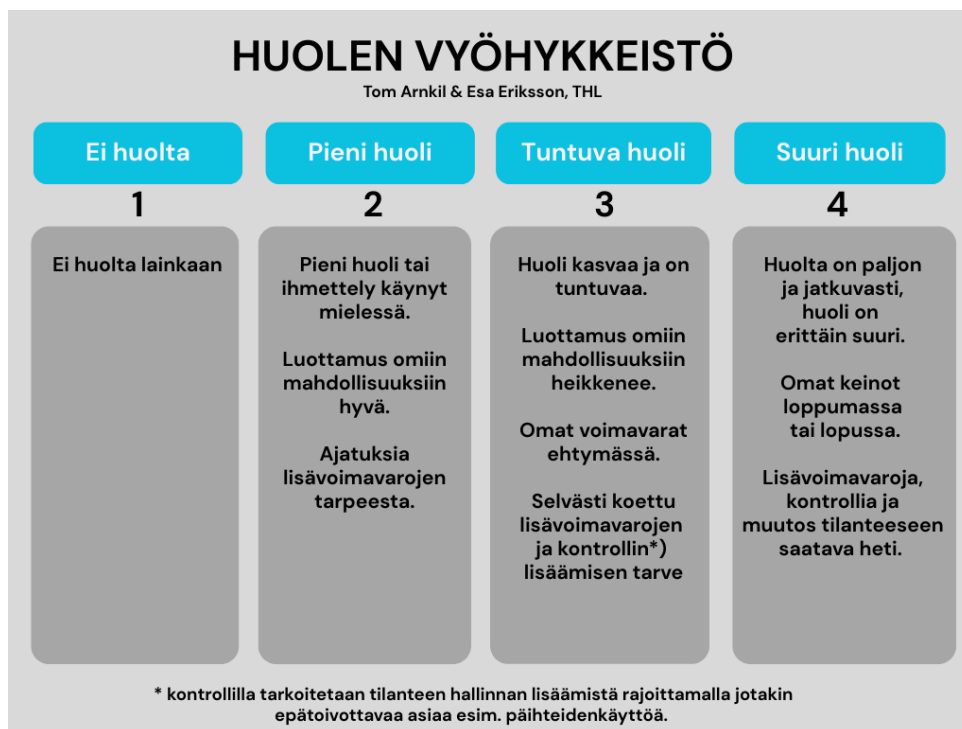 HUOLEN VYÖHYKKEISTÖ
Tom Arnkil & Esa Eriksson, THL
Ei huolta
1
Ei huolta lainkaan
Pieni huoli
2
Pieni huoli tai
ihmettely käynyt
mielessä.
Luottamus omiin
mahdollisuuksiin
hyvä.
Ajatuksia
lisävoimavarojen
tarpeesta.
Tuntuva huoli
3
Huoli kasvaa ja on
tuntuvaa.
Luottamus omiin
mahdollisuuksiin
heikkenee.
Omat voimavarat
ehtymässä.
Selvästi koettu
lisävoimavarojen
ja kontrollin*)
lisäämisen tarve
Suuri huoli
4
Huolta on paljon
ja jatkuvasti,
huoli on
erittäin suuri.
Omat keinot
loppumassa
tai lopussa.
Lisävoimavaroja,
kontrollia ja
muutos tilanteeseen
saatava heti.
* kontrollilla tarkoitetaan tilanteen hallinnan lisäämistä rajoittamalla jotakin
epätoivottavaa asiaa esim. päihteidenkäyttöä.